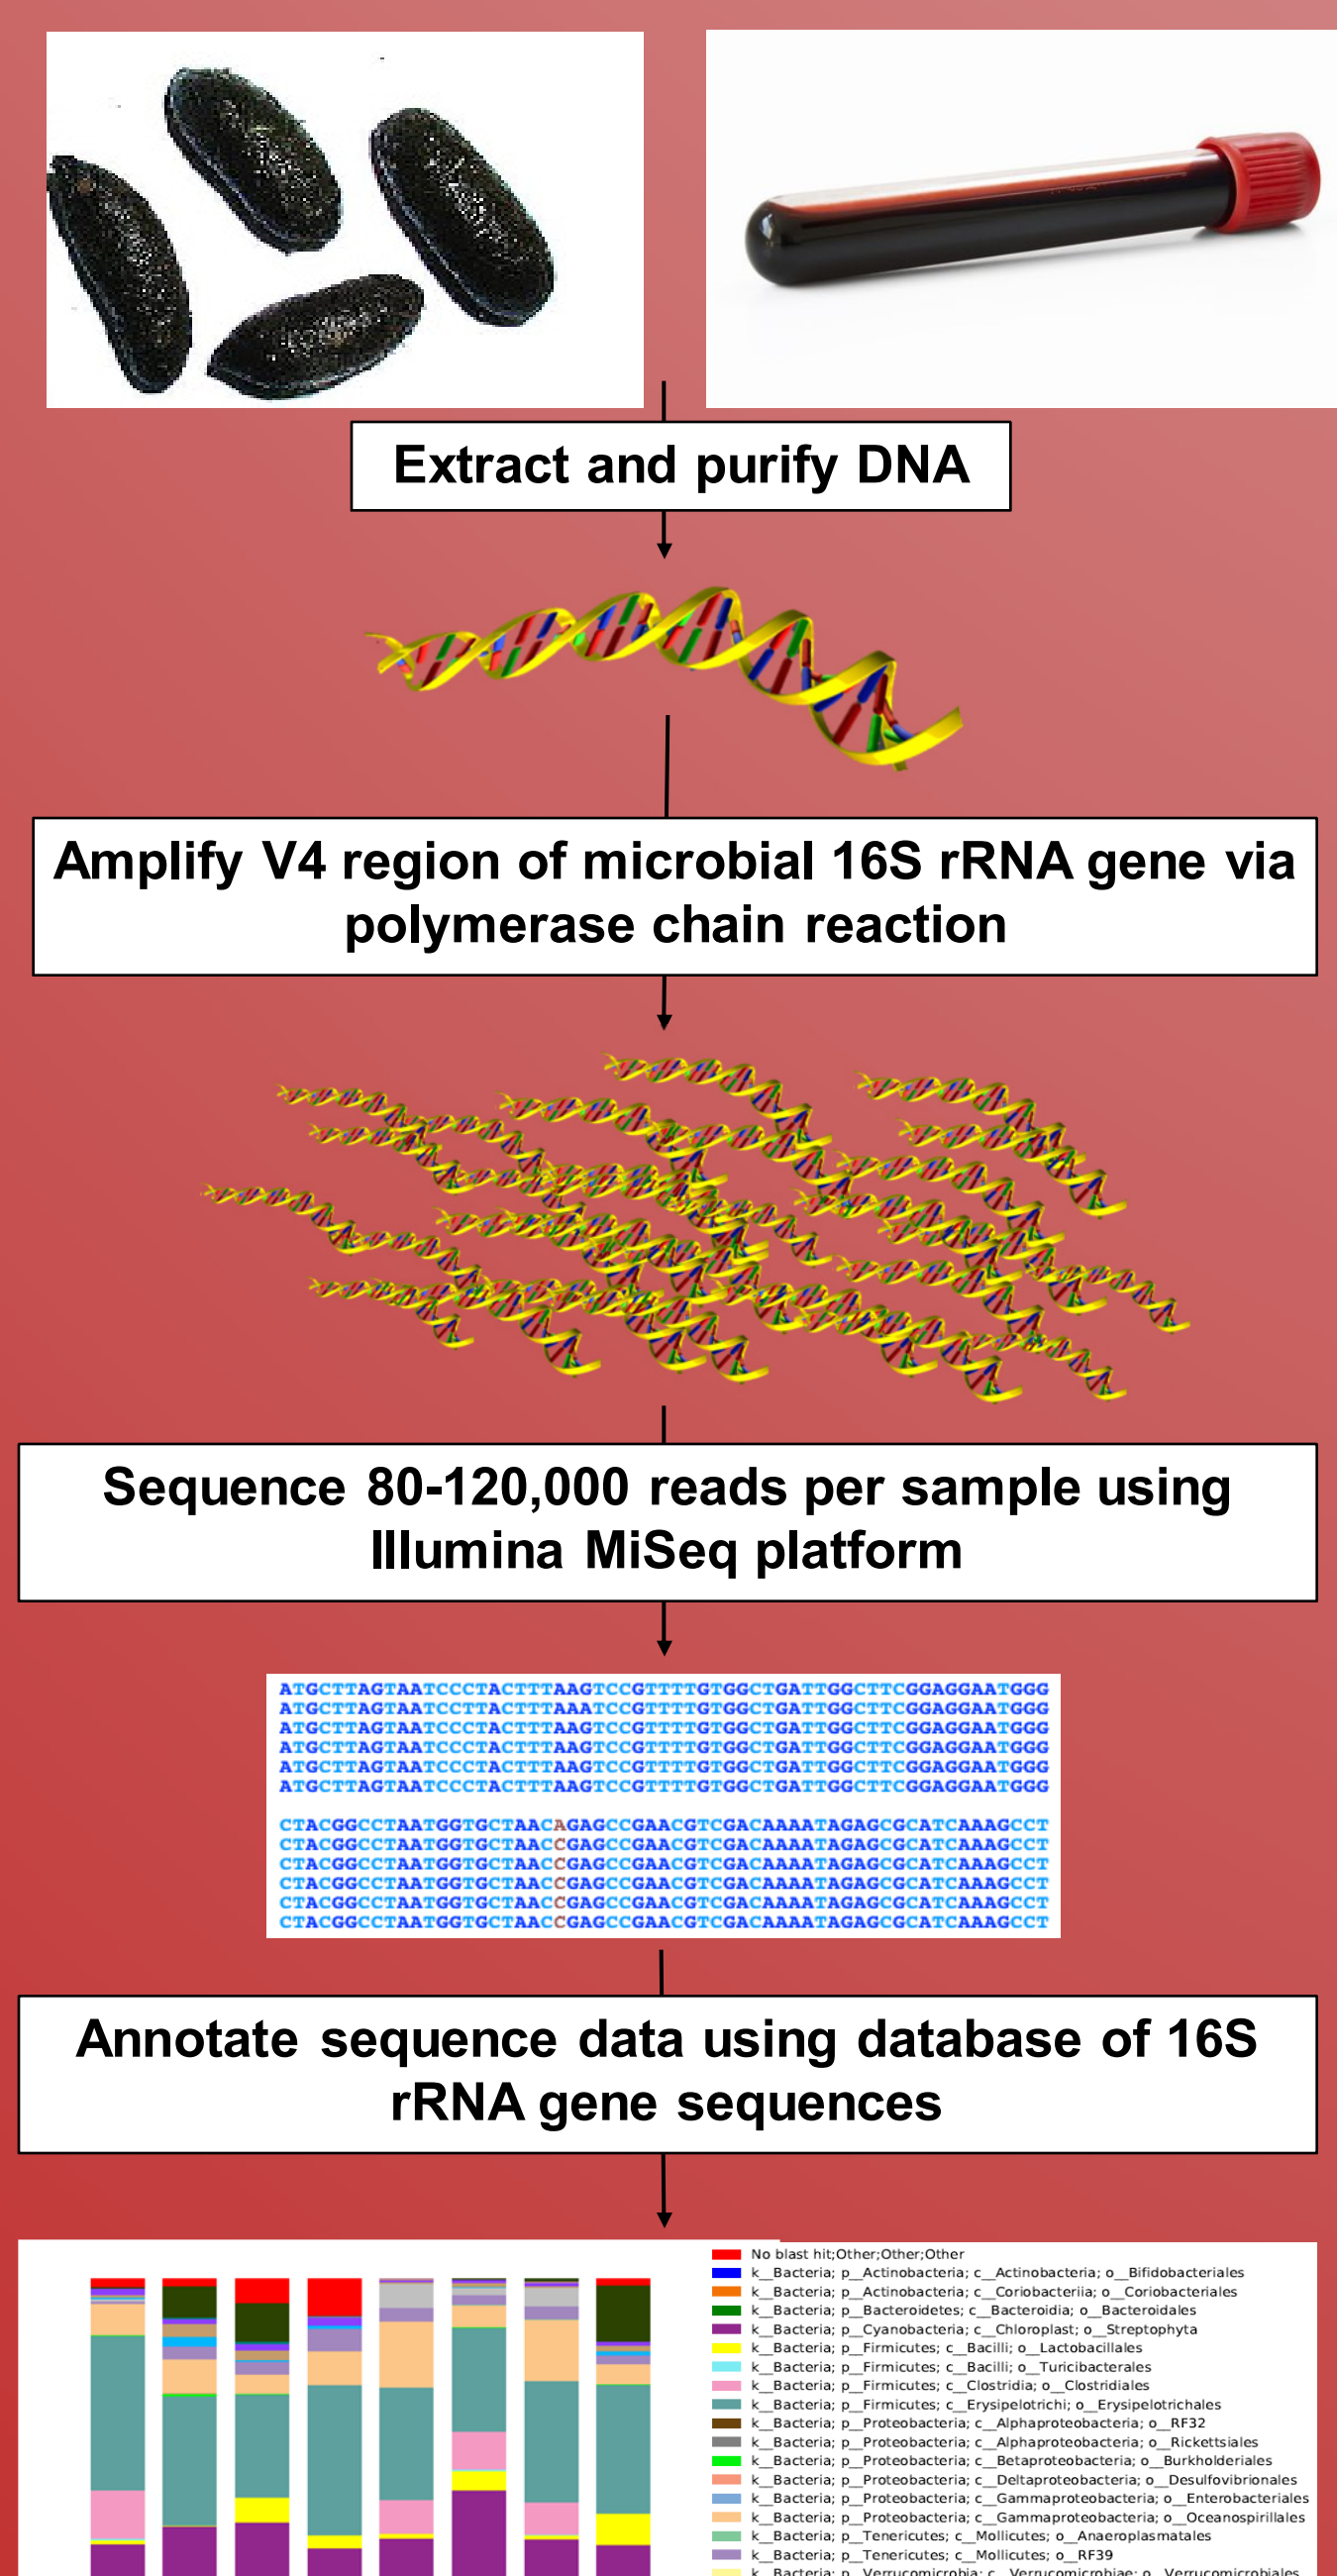 Extract and purify DNA
Amplify V4 region of microbial 16S rRNA gene via
polymerase chain reaction
Sequence 80-120,000 reads per sample using
Illumina MiSeq platform
ATGCTTAGTAATCCCTACTTTAAGTCCGTTTTGTGGCTGATTGGCTTCGGAGGAATGGG
ATGCTTAGTAATCCTTACTTTAAATCCGTTTTGTGGCTGATTGGCTTCGGAGGAATGGG
ATGCTTAGTAATCCCTACTTTAAGTCCGTTTTGTGGCTGATTGGCTTCGGAGGAATGGG
ATGCTTAGTAATCCCTACTTTAAGTCCGTTTTGTGGCTGATTGGCTTCGGAGGAATGGG
ATGCTTAGTAATCCCTACTTTAAGTCCGTTTTGTGGCTGATTGGCTTCGGAGGAATGGG
ATGCTTAGTAATCCCTACTTTAAGTCCGTTTTGTGGCTGATTGGCTTCGGAGGAATGGG
CTACGGCCTAATGGTGCTAACAGAGCCGAACGTCGACAAAATAGAGCGCATCAAAGCCT
CTACGGCCTAATGGTGCTAACCGAGCCGAACGTCGACAAAATAGAGCGCATCAAAGCCT
CTACGGCCTAATGGTGCTAACCGAGCCGAACGTCGACAAAATAGAGCGCATCAAAGCCT
CTACGGCCTAATGGTGCTAACCGAGCCGAACGTCGACAAAATAGAGCGCATCAAAGCCT
CTACGGCCTAATGGTGCTAACCGAGCCGAACGTCGACAAAATAGAGCGCATCAAAGCCT
CTACGGCCTAATGGTGCTAACCGAGCCGAACGTCGACAAAATAGAGCGCATCAAAGCCT
Annotate sequence data using database of 16S
rRNA gene sequences
No blast hit;Other;Other;Other
k__Bacteria; p__Actinobacteria; c__Actinobacteria; o__Bifidobacteriales
k__Bacteria; p__Actinobacteria; c__Coriobacteriia; o__Coriobacteriales
k__Bacteria; p__Bacteroidetes; c__Bacteroidia; o__Bacteroidales
k__Bacteria; p__Cyanobacteria; c__Chloroplast; o__Streptophyta
k__Bacteria; p__Firmicutes; c__Bacilli; o__Lactobacillales
k__Bacteria; p__Firmicutes; c__Bacilli; o__Turicibacterales
k__Bacteria; p__Firmicutes; c__Clostridia; o__Clostridiales
k__Bacteria; p__Firmicutes; c__Erysipelotrichi; o__Erysipelotrichales
k__Bacteria; p__Proteobacteria; c__Alphaproteobacteria; o__RF32
k__Bacteria; p__Proteobacteria; c__Alphaproteobacteria; o__Rickettsiales
k__Bacteria; p__Proteobacteria; c__Betaproteobacteria; o__Burkholderiales
k__Bacteria; p__Proteobacteria; c__Deltaproteobacteria; o__Desulfovibrionales
k__Bacteria; p__Proteobacteria; c__Gammaproteobacteria; o__Enterobacteriales
k__Bacteria; p__Proteobacteria; c__Gammaproteobacteria; o__Oceanospirillales
k__Bacteria; p__Tenericutes; c__Mollicutes; o__Anaeroplasmatales
k__Bacteria; p__Tenericutes; c__Mollicutes; o__RF39
k__Bacteria; p__Verrucomicrobia; c__Verrucomicrobiae; o__Verrucomicrobiales